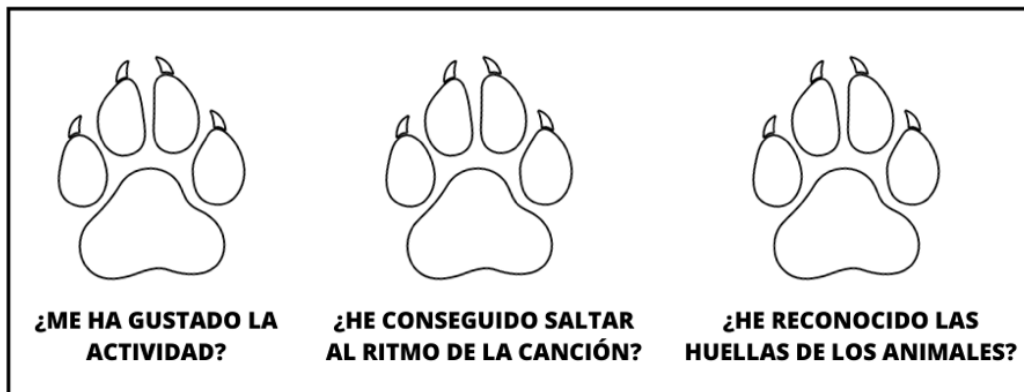 ¿ME HA GUSTADO LA
ACTIVIDAD?
¿HE CONSEGUIDO SALTAR
AL RITMO DE LA CANCIÓN?
¿HE RECONOCIDO LAS
HUELLAS DE LOS ANIMALES?